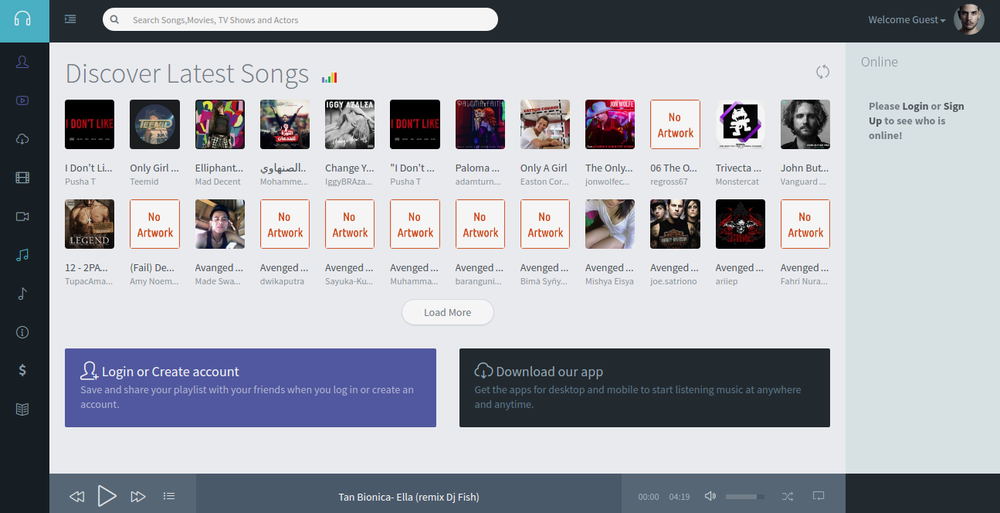 Search Songs,Movies, TV Shows and Actors
Welcome Guest
Discover Latest Songs
Online
Please Login or Sign
Up to see who is
online!
I DON'T LIKE
TEEMID
IGGY AZALEA
I DON'T LIKE
JON WOLFE
No
Artwork
I Don't Li...
Only Girl ...
Elliphant...
الصنهاوي...
Change Y...
"I Don't ...
Paloma ...
Only A Girl
The Only...
06 The O...
Trivecta ...
John But...
Pusha T
Teemid
Mad Decent
Mohamme...
IggyBRAza...
Pusha T
adamturn...
Easton Cor...
jonwolfec...
regross67
Monstercat
Vanguard ...
LEGEND
No
Artwork
No
Artwork
No
Artwork
No
Artwork
No
Artwork
No
Artwork
No
Artwork
12 - 2PA...
(Fail) De...
Avanged ...
Avenged ...
Avenged ...
Avenged ...
Avenged ...
Avenged ...
Avenged ...
Avenged ...
Avenged ...
Avenged ...
TupacAma...
Amy Noem...
Made Swa...
dwikaputra
Sayuka-Ku...
Muhamma...
baranguni...
Bima Syńy...
Mishya Eisya
joe.satriono
ariiep
Fahri Nura...
Load More
Login or Create account
Save and share your playlist with your friends when you log in or create an
account.
Download our app
Get the apps for desktop and mobile to start listening music at anywhere
and anytime.
Tan Bionica- Ella (remix Dj Fish)
00:00
04:19